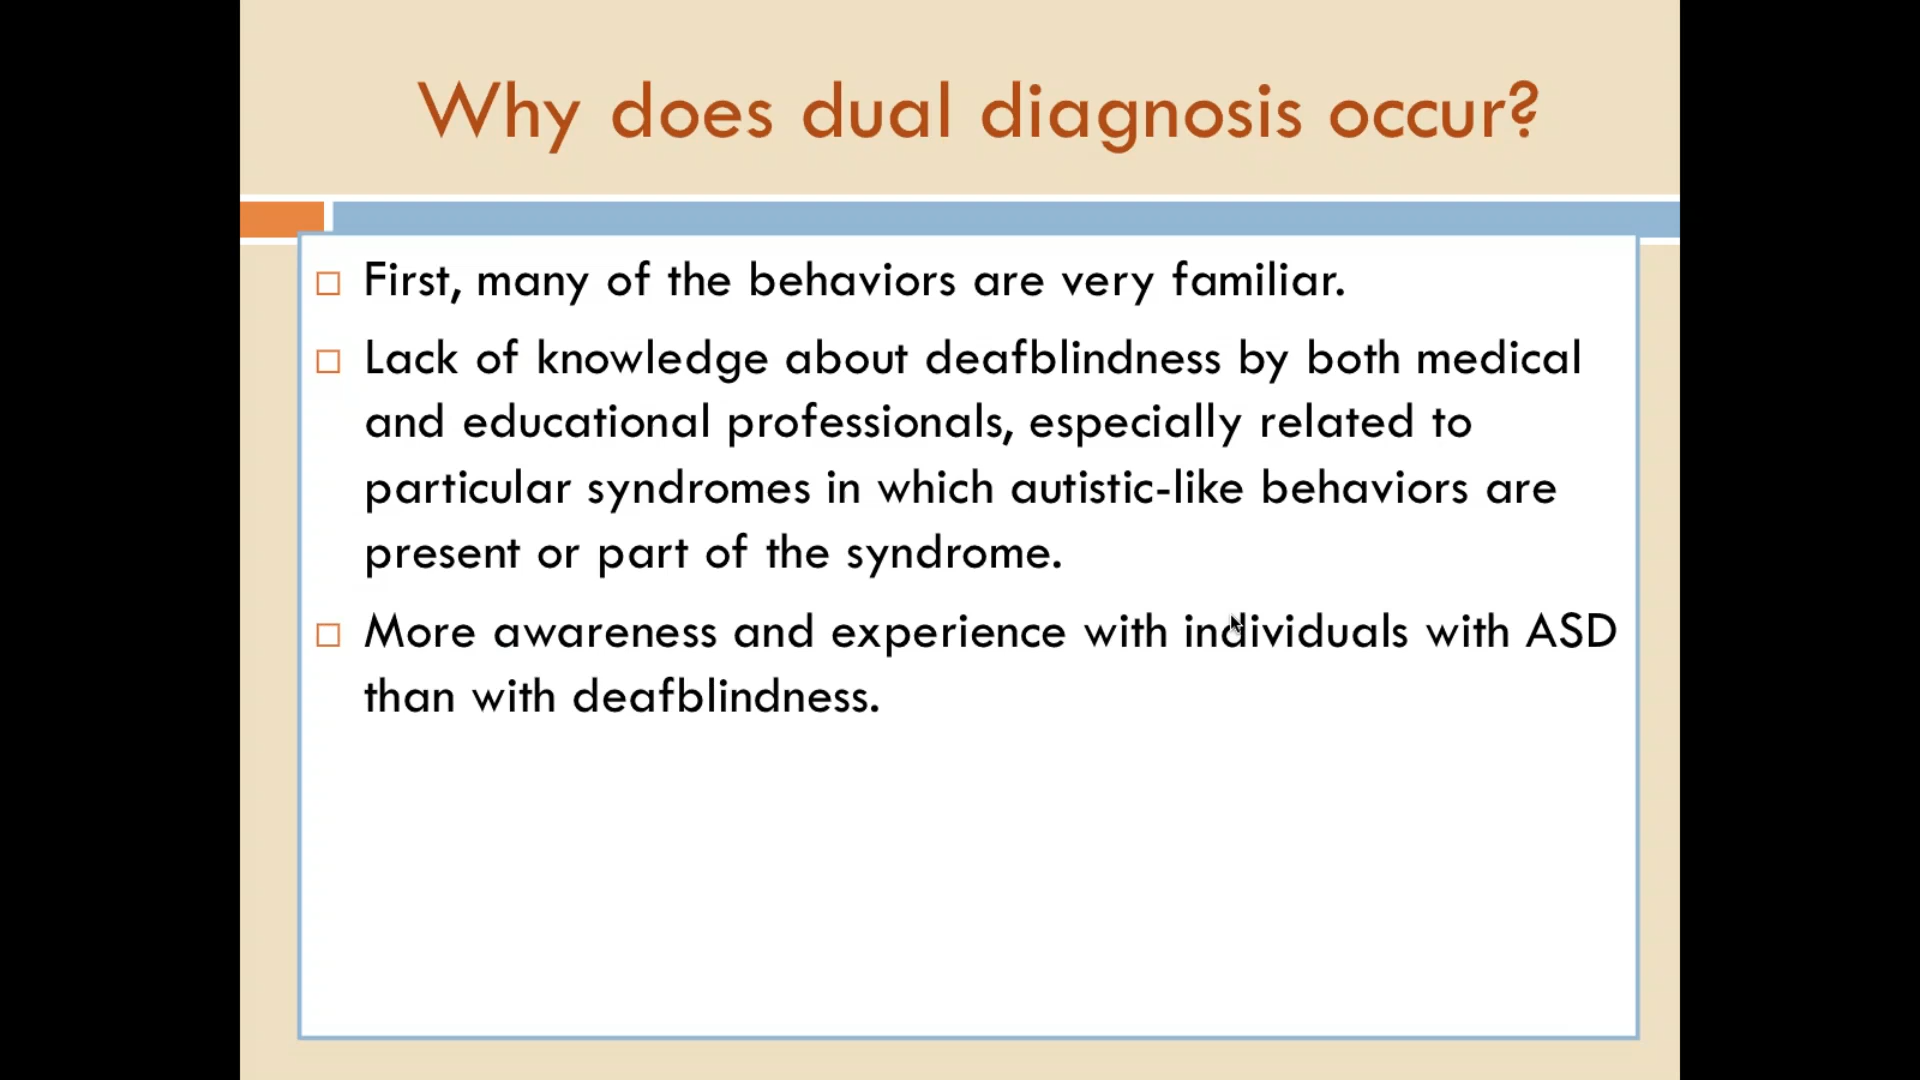 Why does dual diagnosis occur?
First, many of the behaviors are very familiar.
Lack of knowledge about deafblindness by both medical
and educational professionals, especially related to
particular syndromes in which autistic-like behaviors are
present or part of the syndrome.
More awareness and experience with individuals with ASD
than with deafblindness.